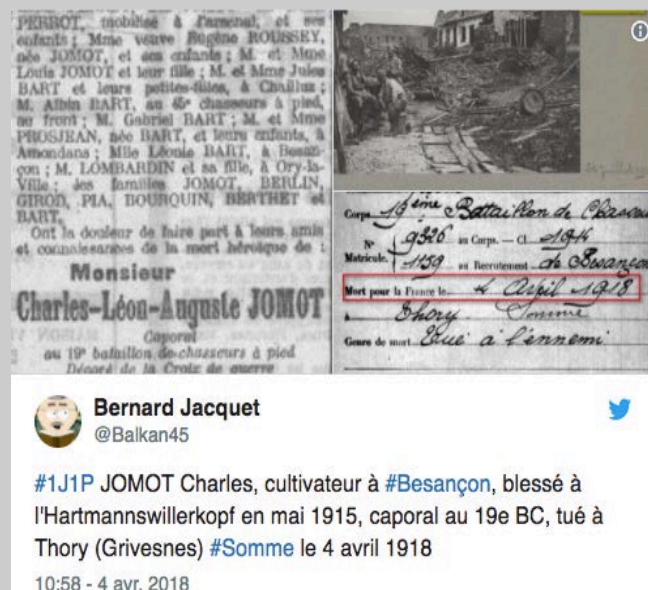 PERROT, mobilisé à l'arsenal, et ses
enfants ; Mme veuve Eugène ROUSSEY,
née JOMOT, et ses enfants ; M. et Mme
Louis JOMOT et leur fille ; M. et Mme Jules
BART et leurs petites-filles, à Chailluz ;
M. Albin BART, au 45e chasseurs à pied,
au front ; M. Gabriel BART ; M. et Mme
PROSJEAN, née BART, et leurs enfants, à
Amondans ; Mlle Léonie BART, à Besan-
çon ; M. LOMBARDIN et sa fille, à Ory-la-
Ville ; les familles JOMOT, BERLIN,
GIROD, PIA, BOURQUIN, BERTHET et
BART,
Ont la douleur de faire part à leurs amis
et connaissances de la mort héroïque de :
Monsieur
Charles-Léon-Auguste JOMOT
Caporal
au 19e bataillon de chasseurs à pied
Décoré de la Croix de guerre
Corps 19ème Bataillon de Chasseu
N° 9326 au Corps. — Cl 1914
Matricule. 1159 au Recrutement de Besançon
Mort pour la France le 4 Avril 1918
à Thory Somme
Genre de mort Tué à l'ennemi
Bernard Jacquet
@Balkan45
#1J1P JOMOT Charles, cultivateur à #Besançon, blessé à
l'Hartmannswillerkopf en mai 1915, caporal au 19e BC, tué à
Thory (Grivesnes) #Somme le 4 avril 1918
10:58 - 4 avr. 2018